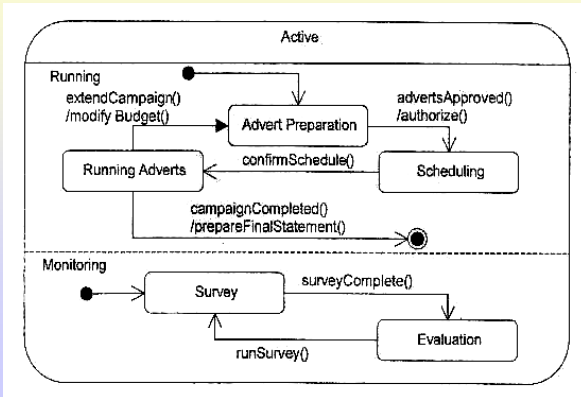 Active
Running
extendCampaign()
/modify Budget()
Advert Preparation
advertsApproved()
/authorize()
Running Adverts
confirmSchedule()
Scheduling
campaignCompleted()
/prepareFinalStatement()
Monitoring
Survey
surveyComplete()
Evaluation
runSurvey()